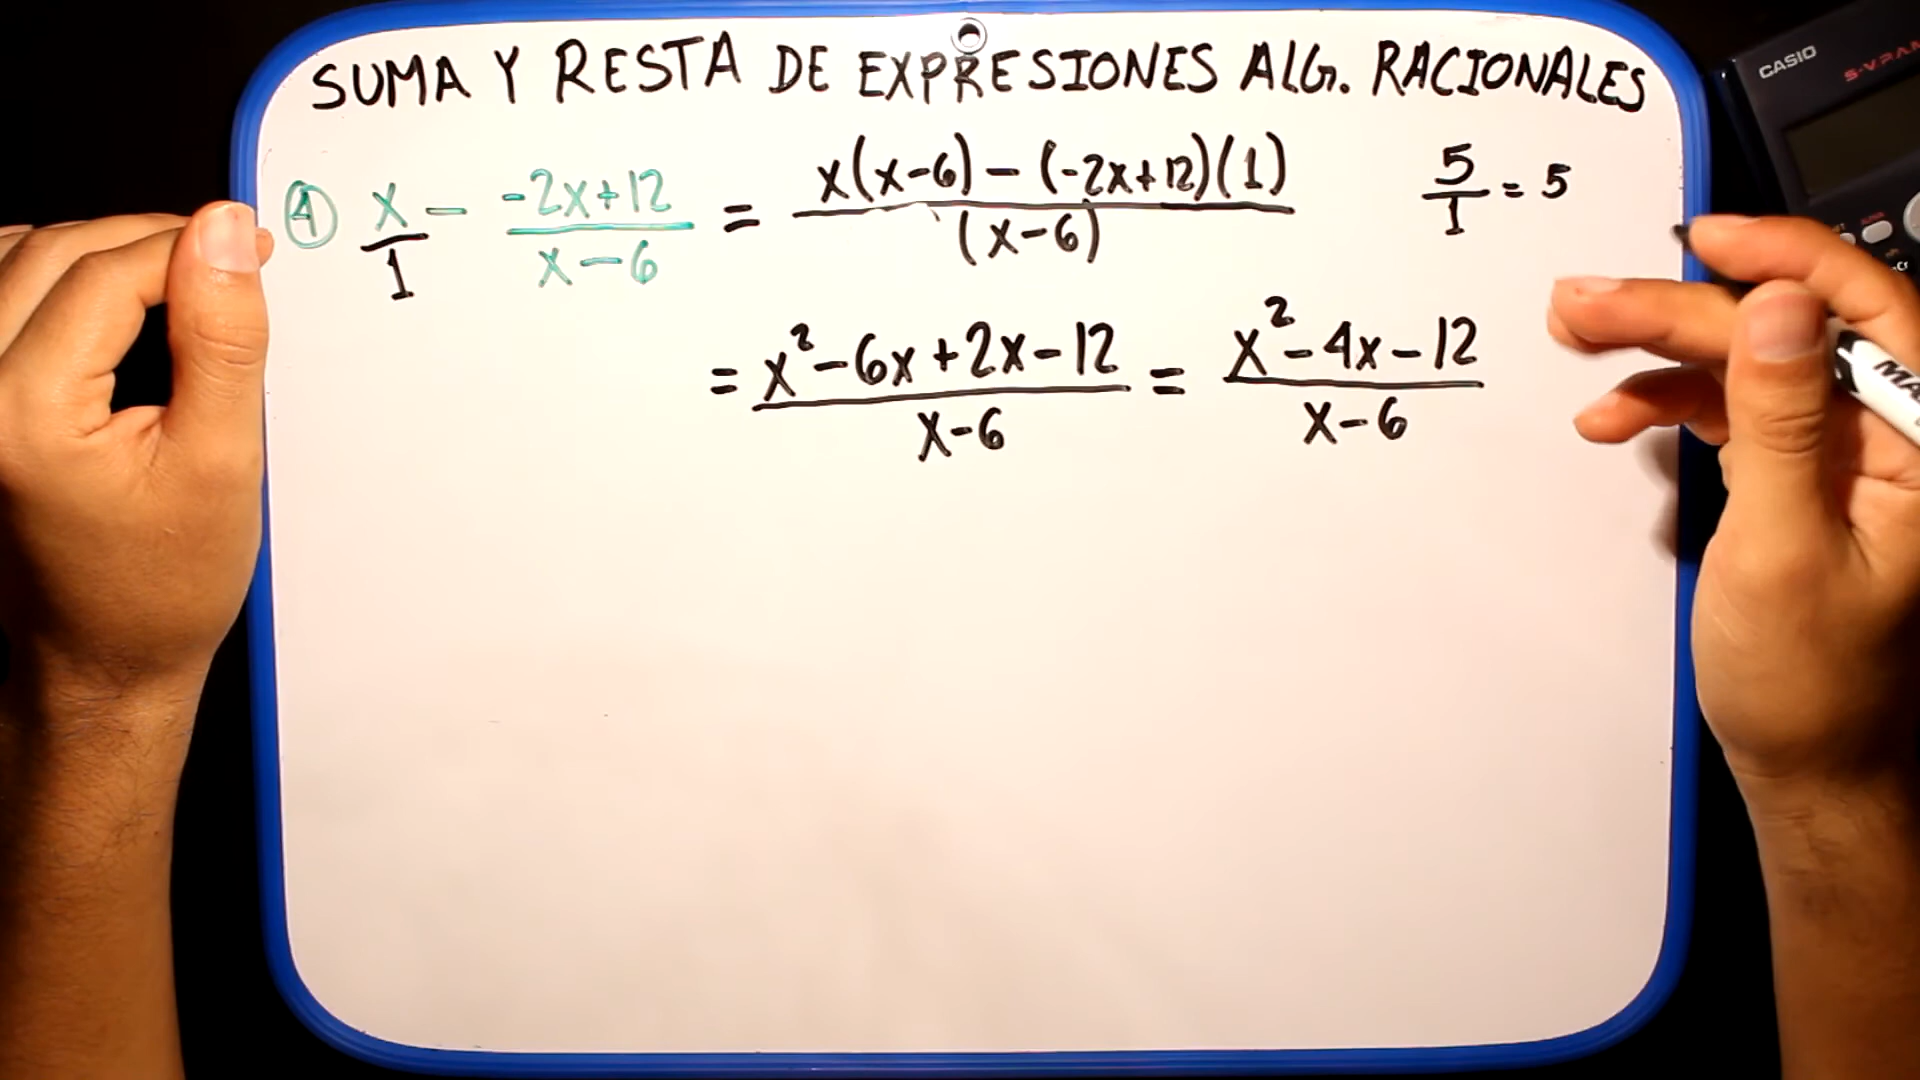 SUMA Y RESTA DE EXPRESIONES ALG. RACIONALES
④ x/1 - (-2x+12)/(x-6) = (x(x-6)-(-2x+12)(1))/(x-6)
5/1 = 5
= (x²-6x+2x-12)/(x-6) = (x²-4x-12)/(x-6)
CASIO
S-V.P.A.M